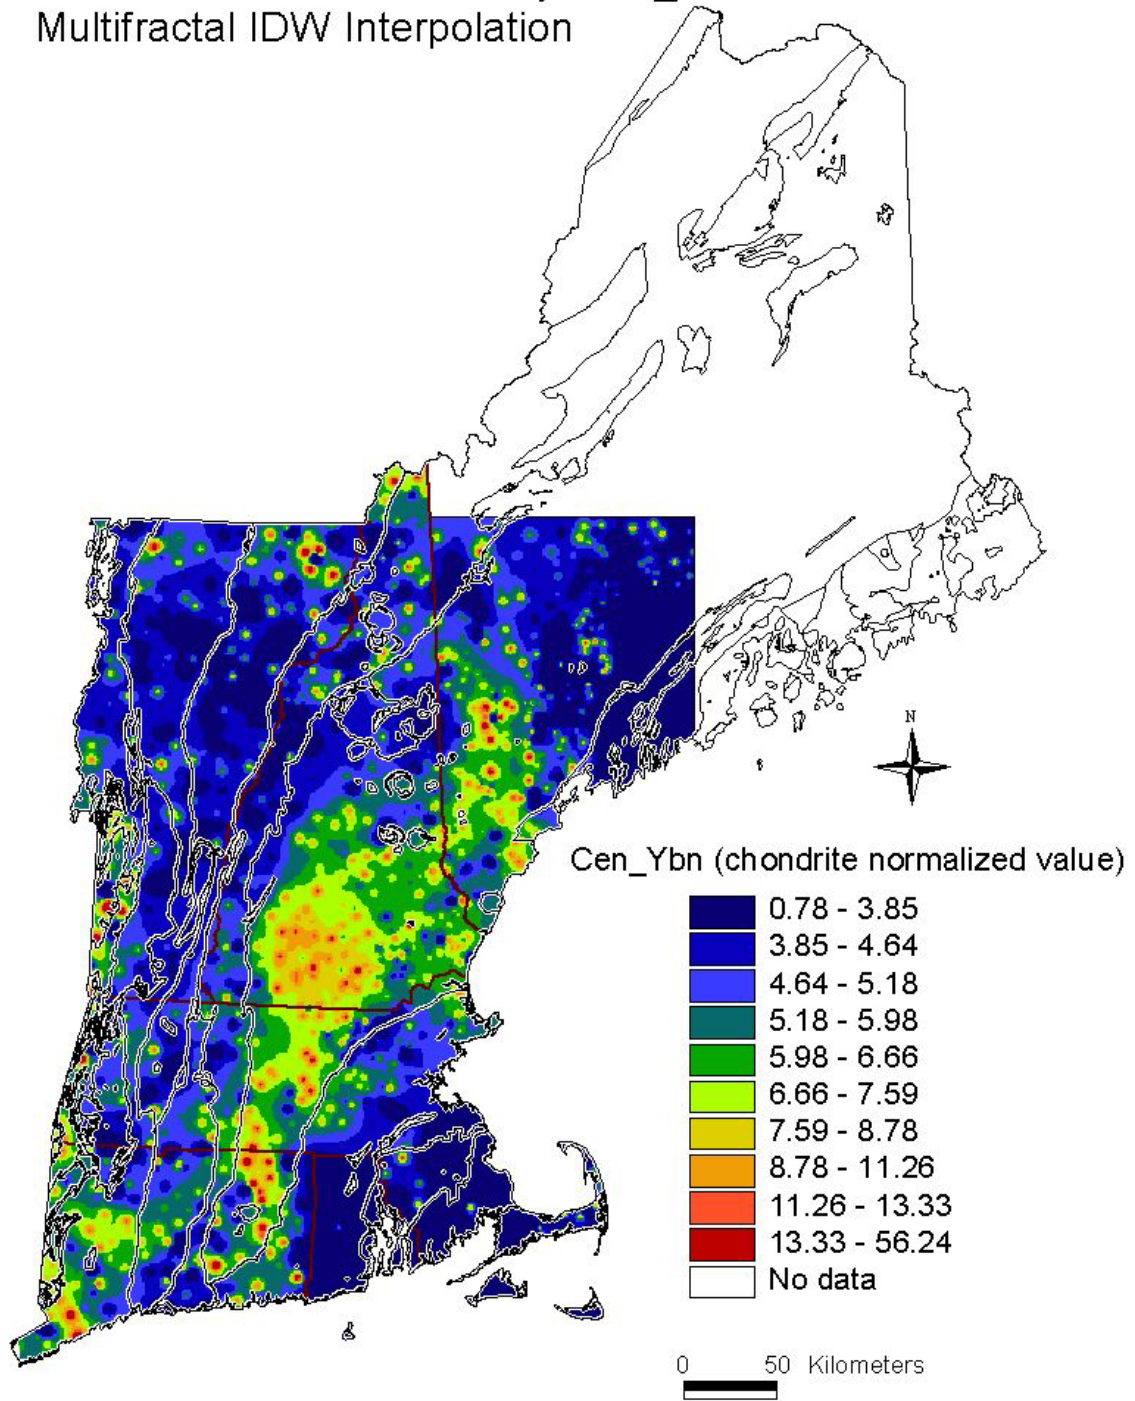 Multifractal IDW Interpolation
N
Cen_Ybn (chondrite normalized value)
0.78 - 3.85
3.85 - 4.64
4.64 - 5.18
5.18 - 5.98
5.98 - 6.66
6.66 - 7.59
7.59 - 8.78
8.78 - 11.26
11.26 - 13.33
13.33 - 56.24
No data
0 50 Kilometers